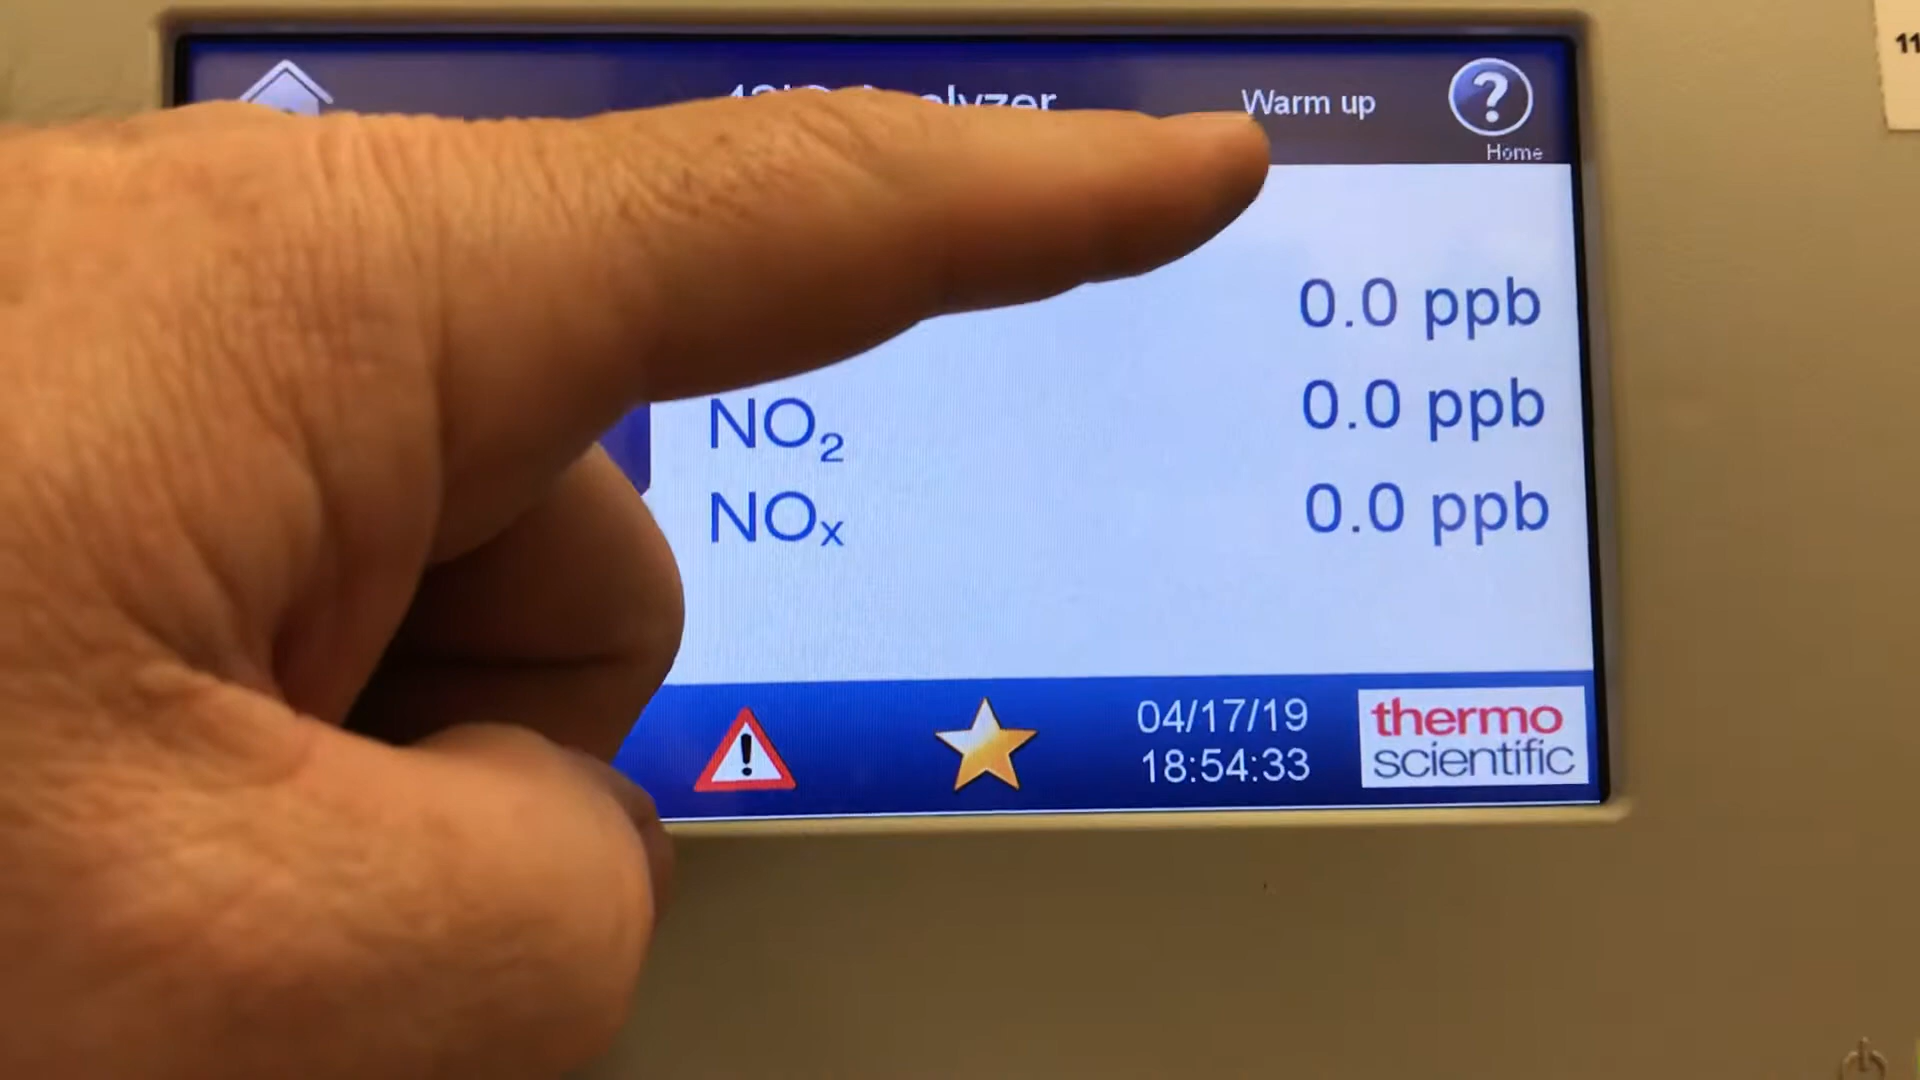 Warm up
?
Home
0.0 ppb
NO₂ 0.0 ppb
NOx 0.0 ppb
!
04/17/19
18:54:33
thermo
scientific
11